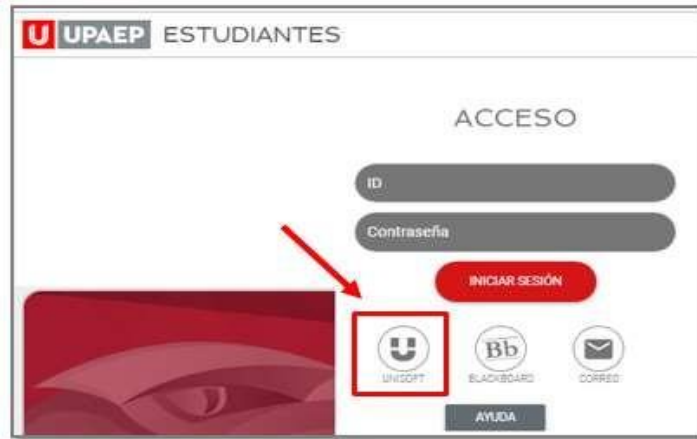 U UPAEP ESTUDIANTES
ACCESO
ID
Contraseña
INICIAR SESIÓN
U Bb
UNISOFT BLACKBOARD CORREO
AYUDA